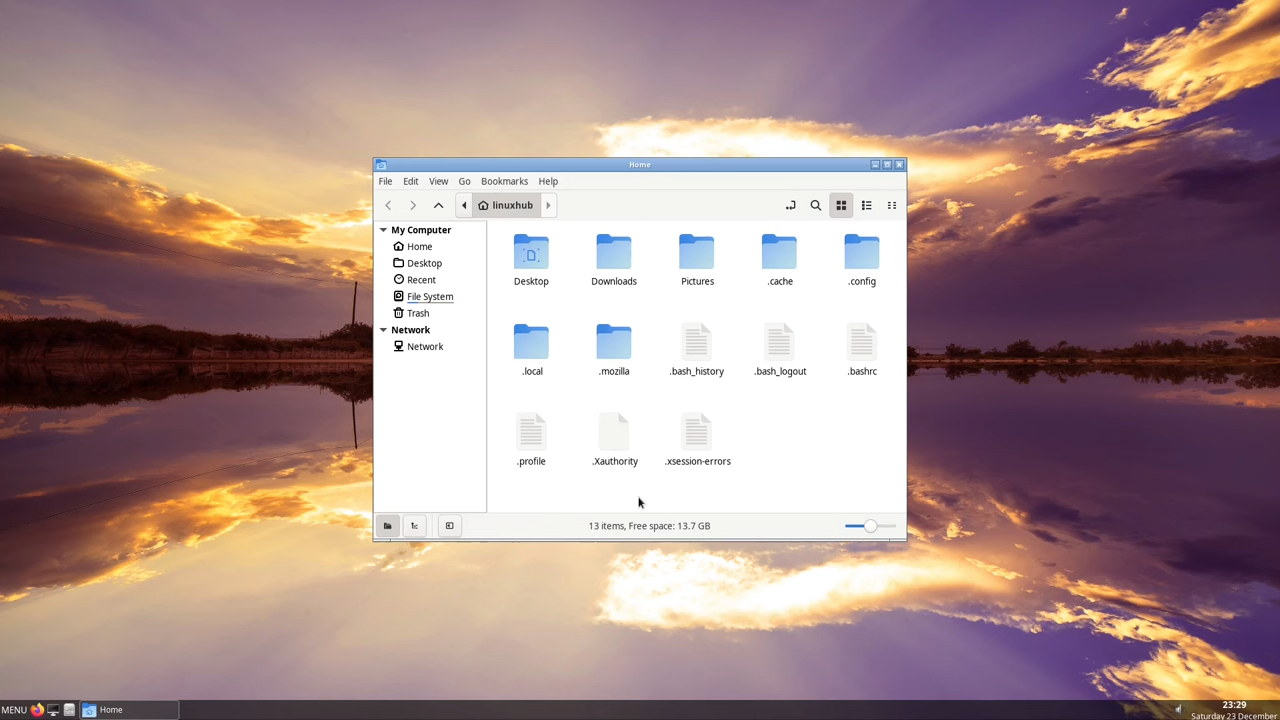 Home
File Edit View Go Bookmarks Help
linuxhub
My Computer
Home
Desktop
Recent
File System
Trash
Network
Network
Desktop Downloads Pictures .cache .config
.local .mozilla .bash_history .bash_logout .bashrc
.profile .Xauthority .xsession-errors
13 items, Free space: 13.7 GB
MENU Home
23:29
Saturday 23 December